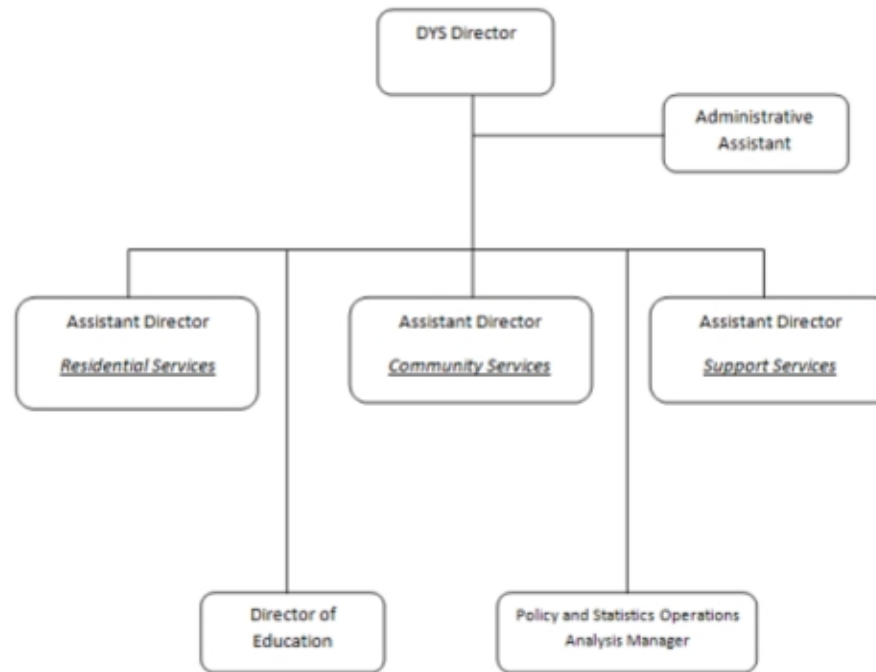 DYS Director
Administrative
Assistant
Assistant Director
Residential Services
Assistant Director
Community Services
Assistant Director
Support Services
Director of
Education
Policy and Statistics Operations
Analysis Manager